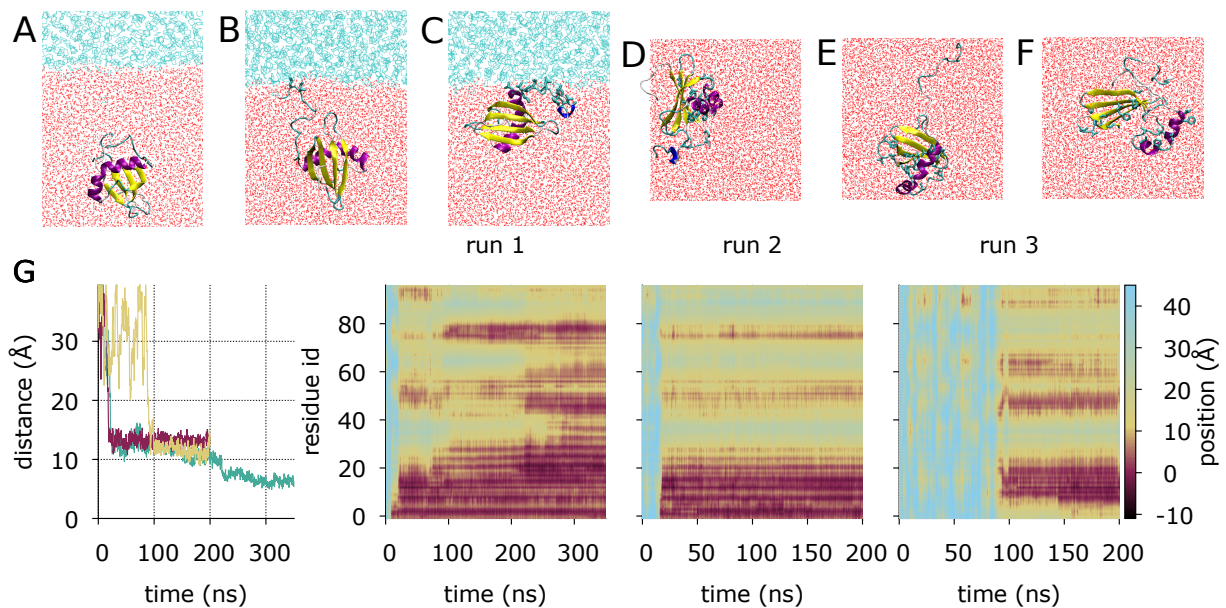 A B C D E F
run 1 run 2 run 3
G
distance (Å)
0 10 20 30
0 100 200 300
time (ns)
residue id
0 20 40 60 80
0 100 200 300
time (ns)
0 50 100 150 200
time (ns)
0 50 100 150 200
time (ns)
40
30
20
10
0
-10
position (Å)